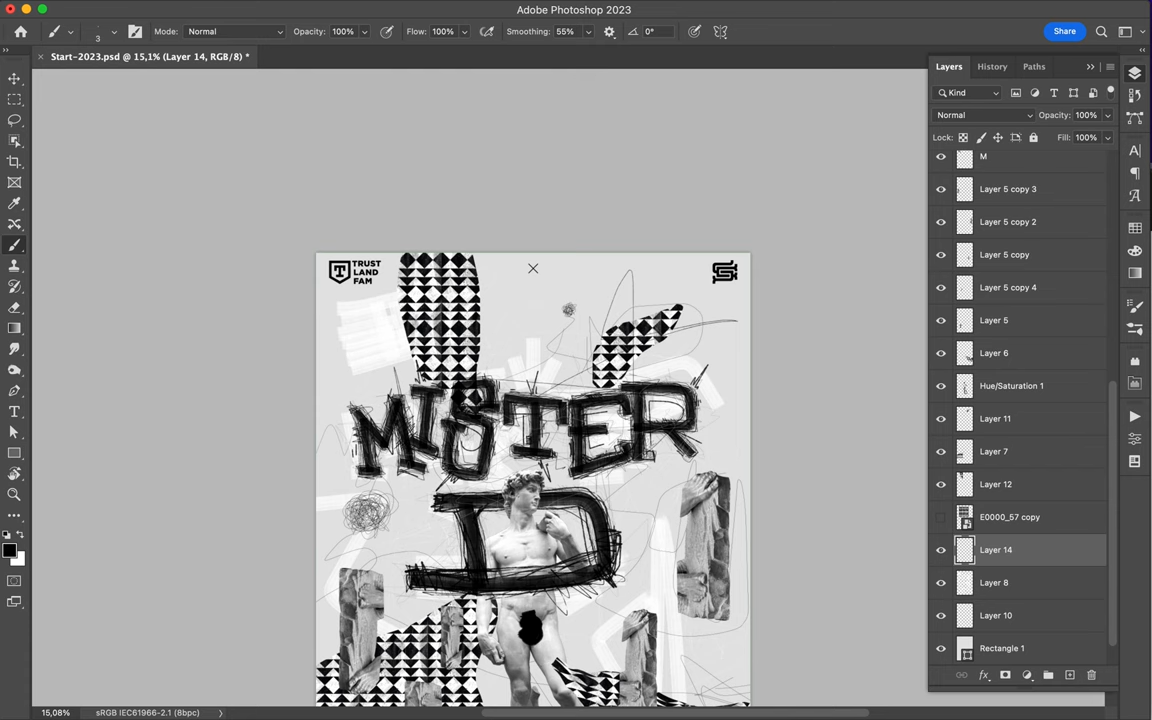 Adobe Photoshop 2023
3
Mode: Normal
Opacity: 100%
Flow: 100%
Smoothing: 55%
0°
Share
Start-2023.psd @ 15,1% (Layer 14, RGB/8) *
Layers
History
Paths
Kind
Normal
Opacity: 100%
Lock:
Fill: 100%
M
Layer 5 copy 3
Layer 5 copy 2
Layer 5 copy
Layer 5 copy 4
Layer 5
Layer 6
Hue/Saturation 1
Layer 11
Layer 7
Layer 12
E0000_57 copy
Layer 14
Layer 8
Layer 10
Rectangle 1
fx
TRUST
LAND
FAM
MISTER
D
15,08%
sRGB IEC61966-2.1 (8bpc)